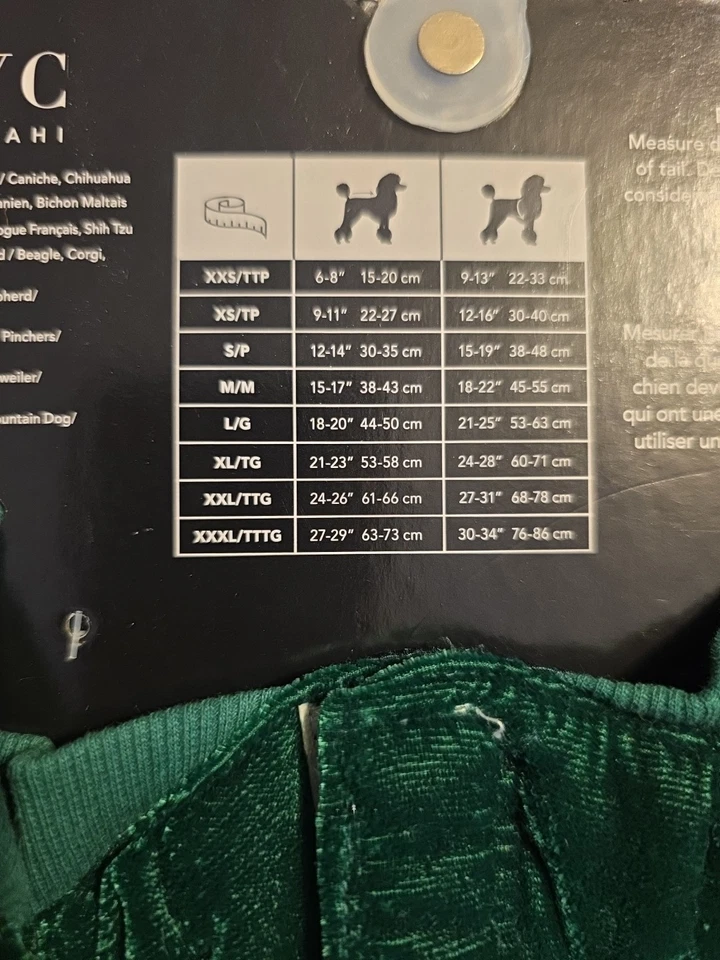 YC
AHI
/ Caniche, Chihuahua
nien, Bichon Maltais
ogue Français, Shih Tzu
d / Beagle, Corgi,
pherd/
Pinchers/
weiler/
untain Dog/
XXS/TTP 6-8" 15-20 cm 9-13" 22-33 cm
XS/TP 9-11" 22-27 cm 12-16" 30-40 cm
S/P 12-14" 30-35 cm 15-19" 38-48 cm
M/M 15-17" 38-43 cm 18-22" 45-55 cm
L/G 18-20" 44-50 cm 21-25" 53-63 cm
XL/TG 21-23" 53-58 cm 24-28" 60-71 cm
XXL/TTG 24-26" 61-66 cm 27-31" 68-78 cm
XXXL/TTTG 27-29" 63-73 cm 30-34" 76-86 cm
Measure d
of tail. De
conside
Mesurer
de la qu
chien dev
qui ont une
utiliser un